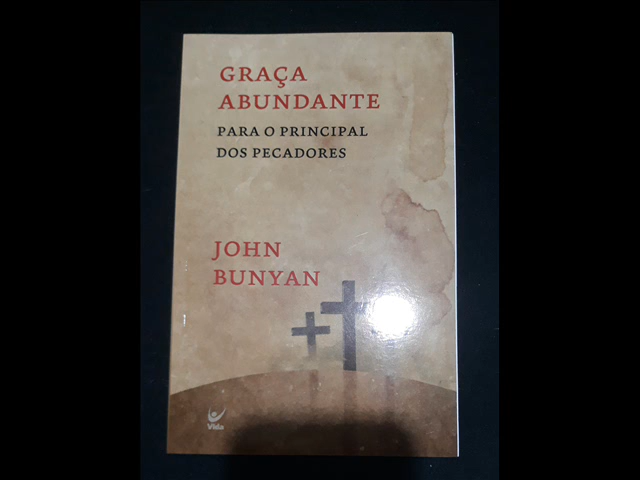 GRAÇA
ABUNDANTE
PARA O PRINCIPAL
DOS PECADORES
JOHN
BUNYAN
Vida